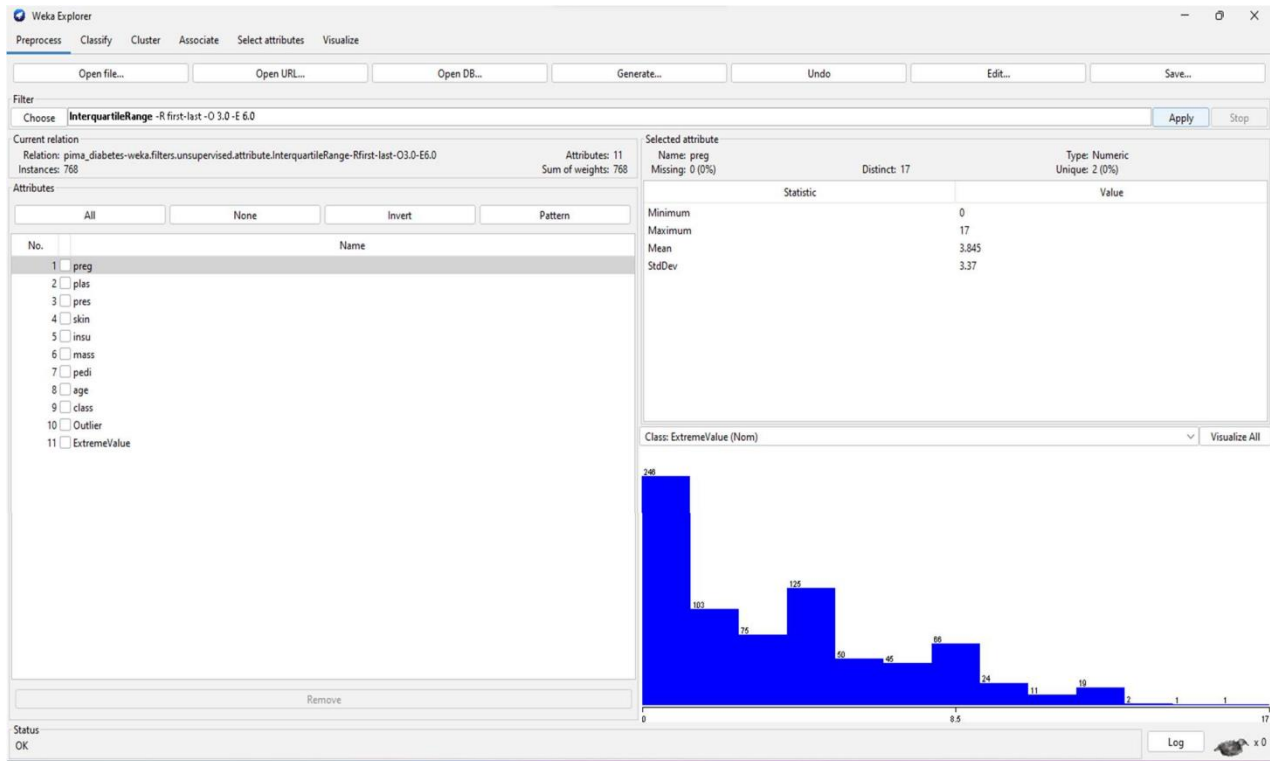 Weka Explorer
Preprocess Classify Cluster Associate Select attributes Visualize
Open file... Open URL... Open DB... Generate... Undo Edit... Save...
Filter
Choose InterquartileRange -R first-last -O 3.0 -E 6.0 Apply Stop
Current relation
Relation: pima_diabetes-weka.filters.unsupervised.attribute.InterquartileRange-Rfirst-last-O3.0-E6.0 Attributes: 11
Instances: 768 Sum of weights: 768
Attributes
All None Invert Pattern
No. Name
1 preg
2 plas
3 pres
4 skin
5 insu
6 mass
7 pedi
8 age
9 class
10 Outlier
11 ExtremeValue
Remove
Selected attribute
Name: preg Type: Numeric
Missing: 0 (0%) Distinct: 17 Unique: 2 (0%)
Statistic Value
Minimum 0
Maximum 17
Mean 3.845
StdDev 3.37
Class: ExtremeValue (Nom) Visualize All
246
103
75
125
50
45
66
24
11
19
2
1
1
0 8.5 17
Status
OK
Log x 0